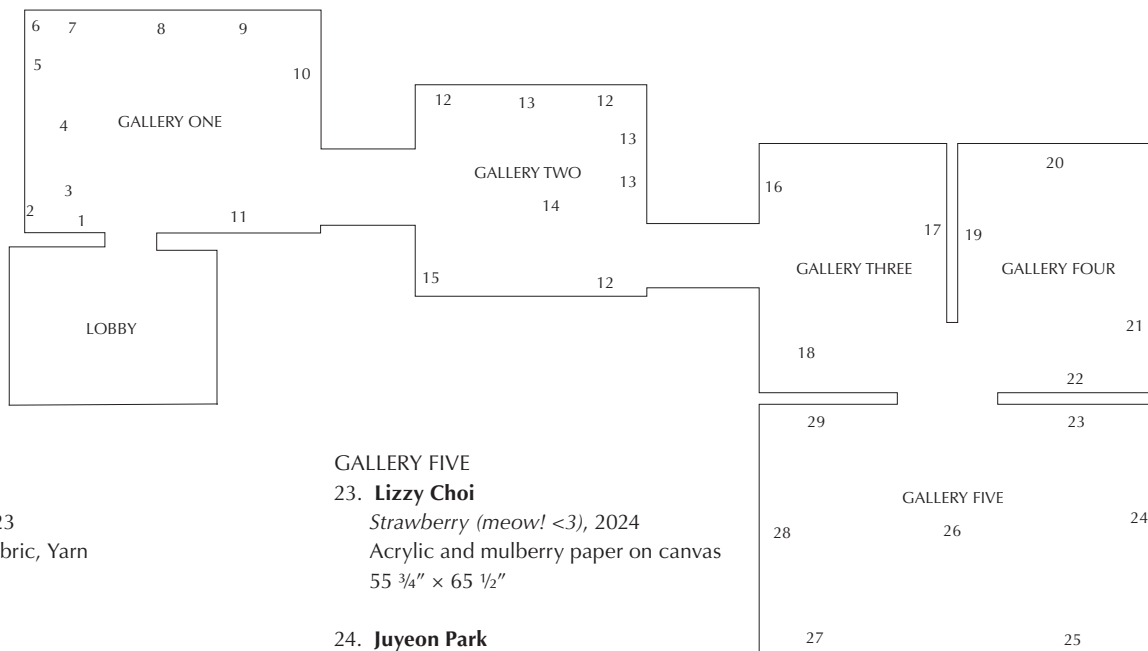 6 7 8 9
5 10
4 GALLERY ONE
3
2 1 11
LOBBY
12 13 12
13
GALLERY TWO 13
14
15 12
16
17
GALLERY THREE
18
20
19
GALLERY FOUR
21
22
29 23
GALLERY FIVE
28 26 24
27 25
23
bric, Yarn
GALLERY FIVE
23. Lizzy Choi
Strawberry (meow! <3), 2024
Acrylic and mulberry paper on canvas
55 ¾″ × 65 ½″
24. Juyeon Park